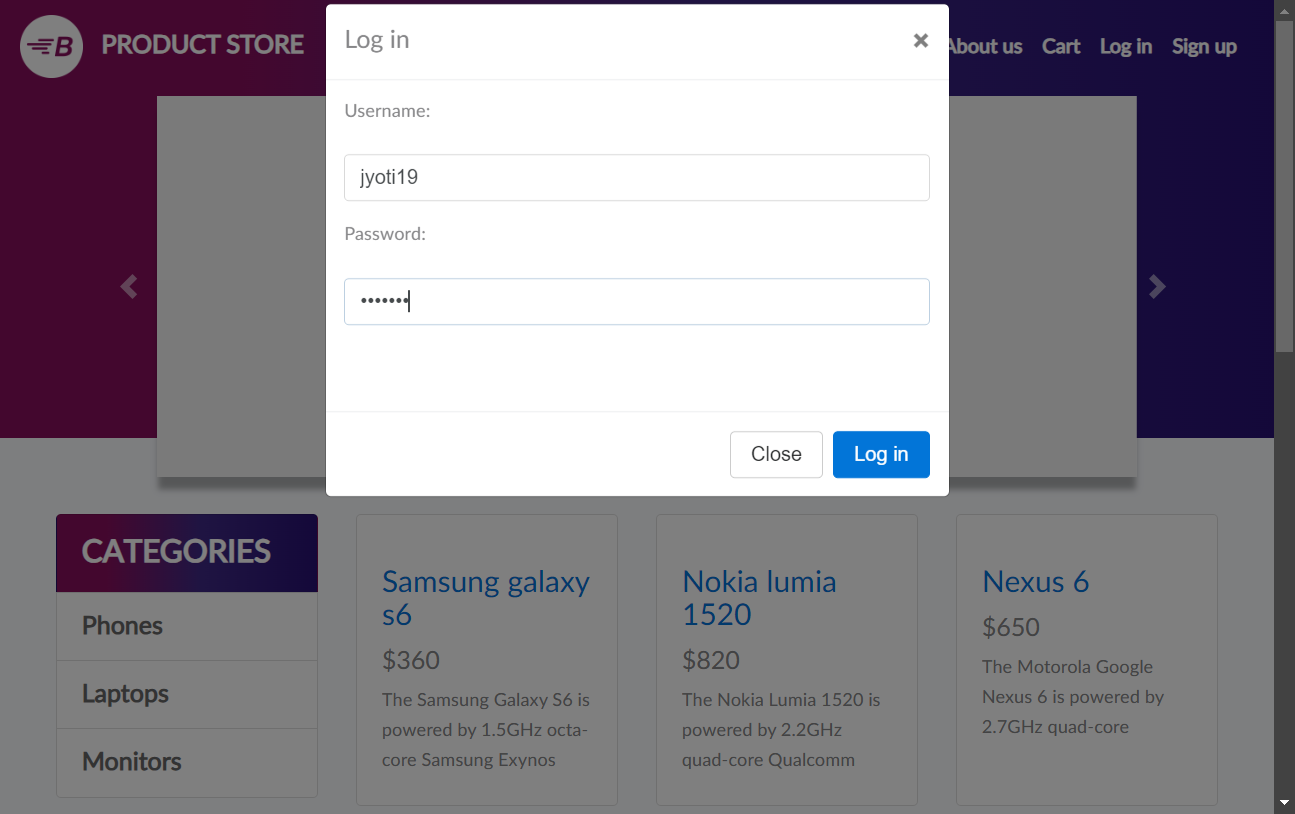 B PRODUCT STORE
About us Cart Log in Sign up
Log in
×
Username:
jyoti19
Password:
•••••••
Close Log in
CATEGORIES
Phones
Laptops
Monitors
Samsung galaxy
s6
$360
The Samsung Galaxy S6 is
powered by 1.5GHz octa-
core Samsung Exynos
Nokia lumia
1520
$820
The Nokia Lumia 1520 is
powered by 2.2GHz
quad-core Qualcomm
Nexus 6
$650
The Motorola Google
Nexus 6 is powered by
2.7GHz quad-core